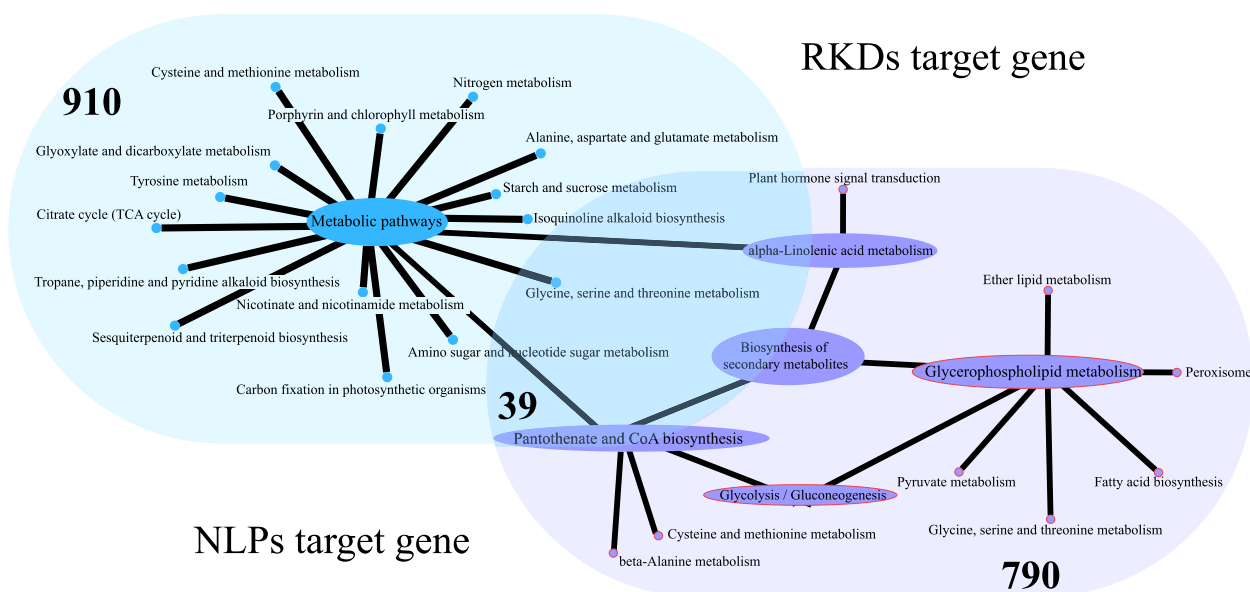 RKDs target gene
Cysteine and methionine metabolism
Nitrogen metabolism
910
Porphyrin and chlorophyll metabolism
Alanine, aspartate and glutamate metabolism
Glyoxylate and dicarboxylate metabolism
Tyrosine metabolism
Starch and sucrose metabolism
Plant hormone signal transduction
Citrate cycle (TCA cycle)
Metabolic pathways
Isoquinoline alkaloid biosynthesis
alpha-Linolenic acid metabolism
Tropane, piperidine and pyridine alkaloid biosynthesis
Glycine, serine and threonine metabolism
Ether lipid metabolism
Nicotinate and nicotinamide metabolism
Sesquiterpenoid and triterpenoid biosynthesis
Amino sugar and nucleotide sugar metabolism
Biosynthesis of
secondary metabolites
Glycerophospholipid metabolism
Peroxisome
Carbon fixation in photosynthetic organisms
39
Pantothenate and CoA biosynthesis
Pyruvate metabolism
Fatty acid biosynthesis
Glycolysis / Gluconeogenesis
NLPs target gene
Cysteine and methionine metabolism
Glycine, serine and threonine metabolism
beta-Alanine metabolism
790